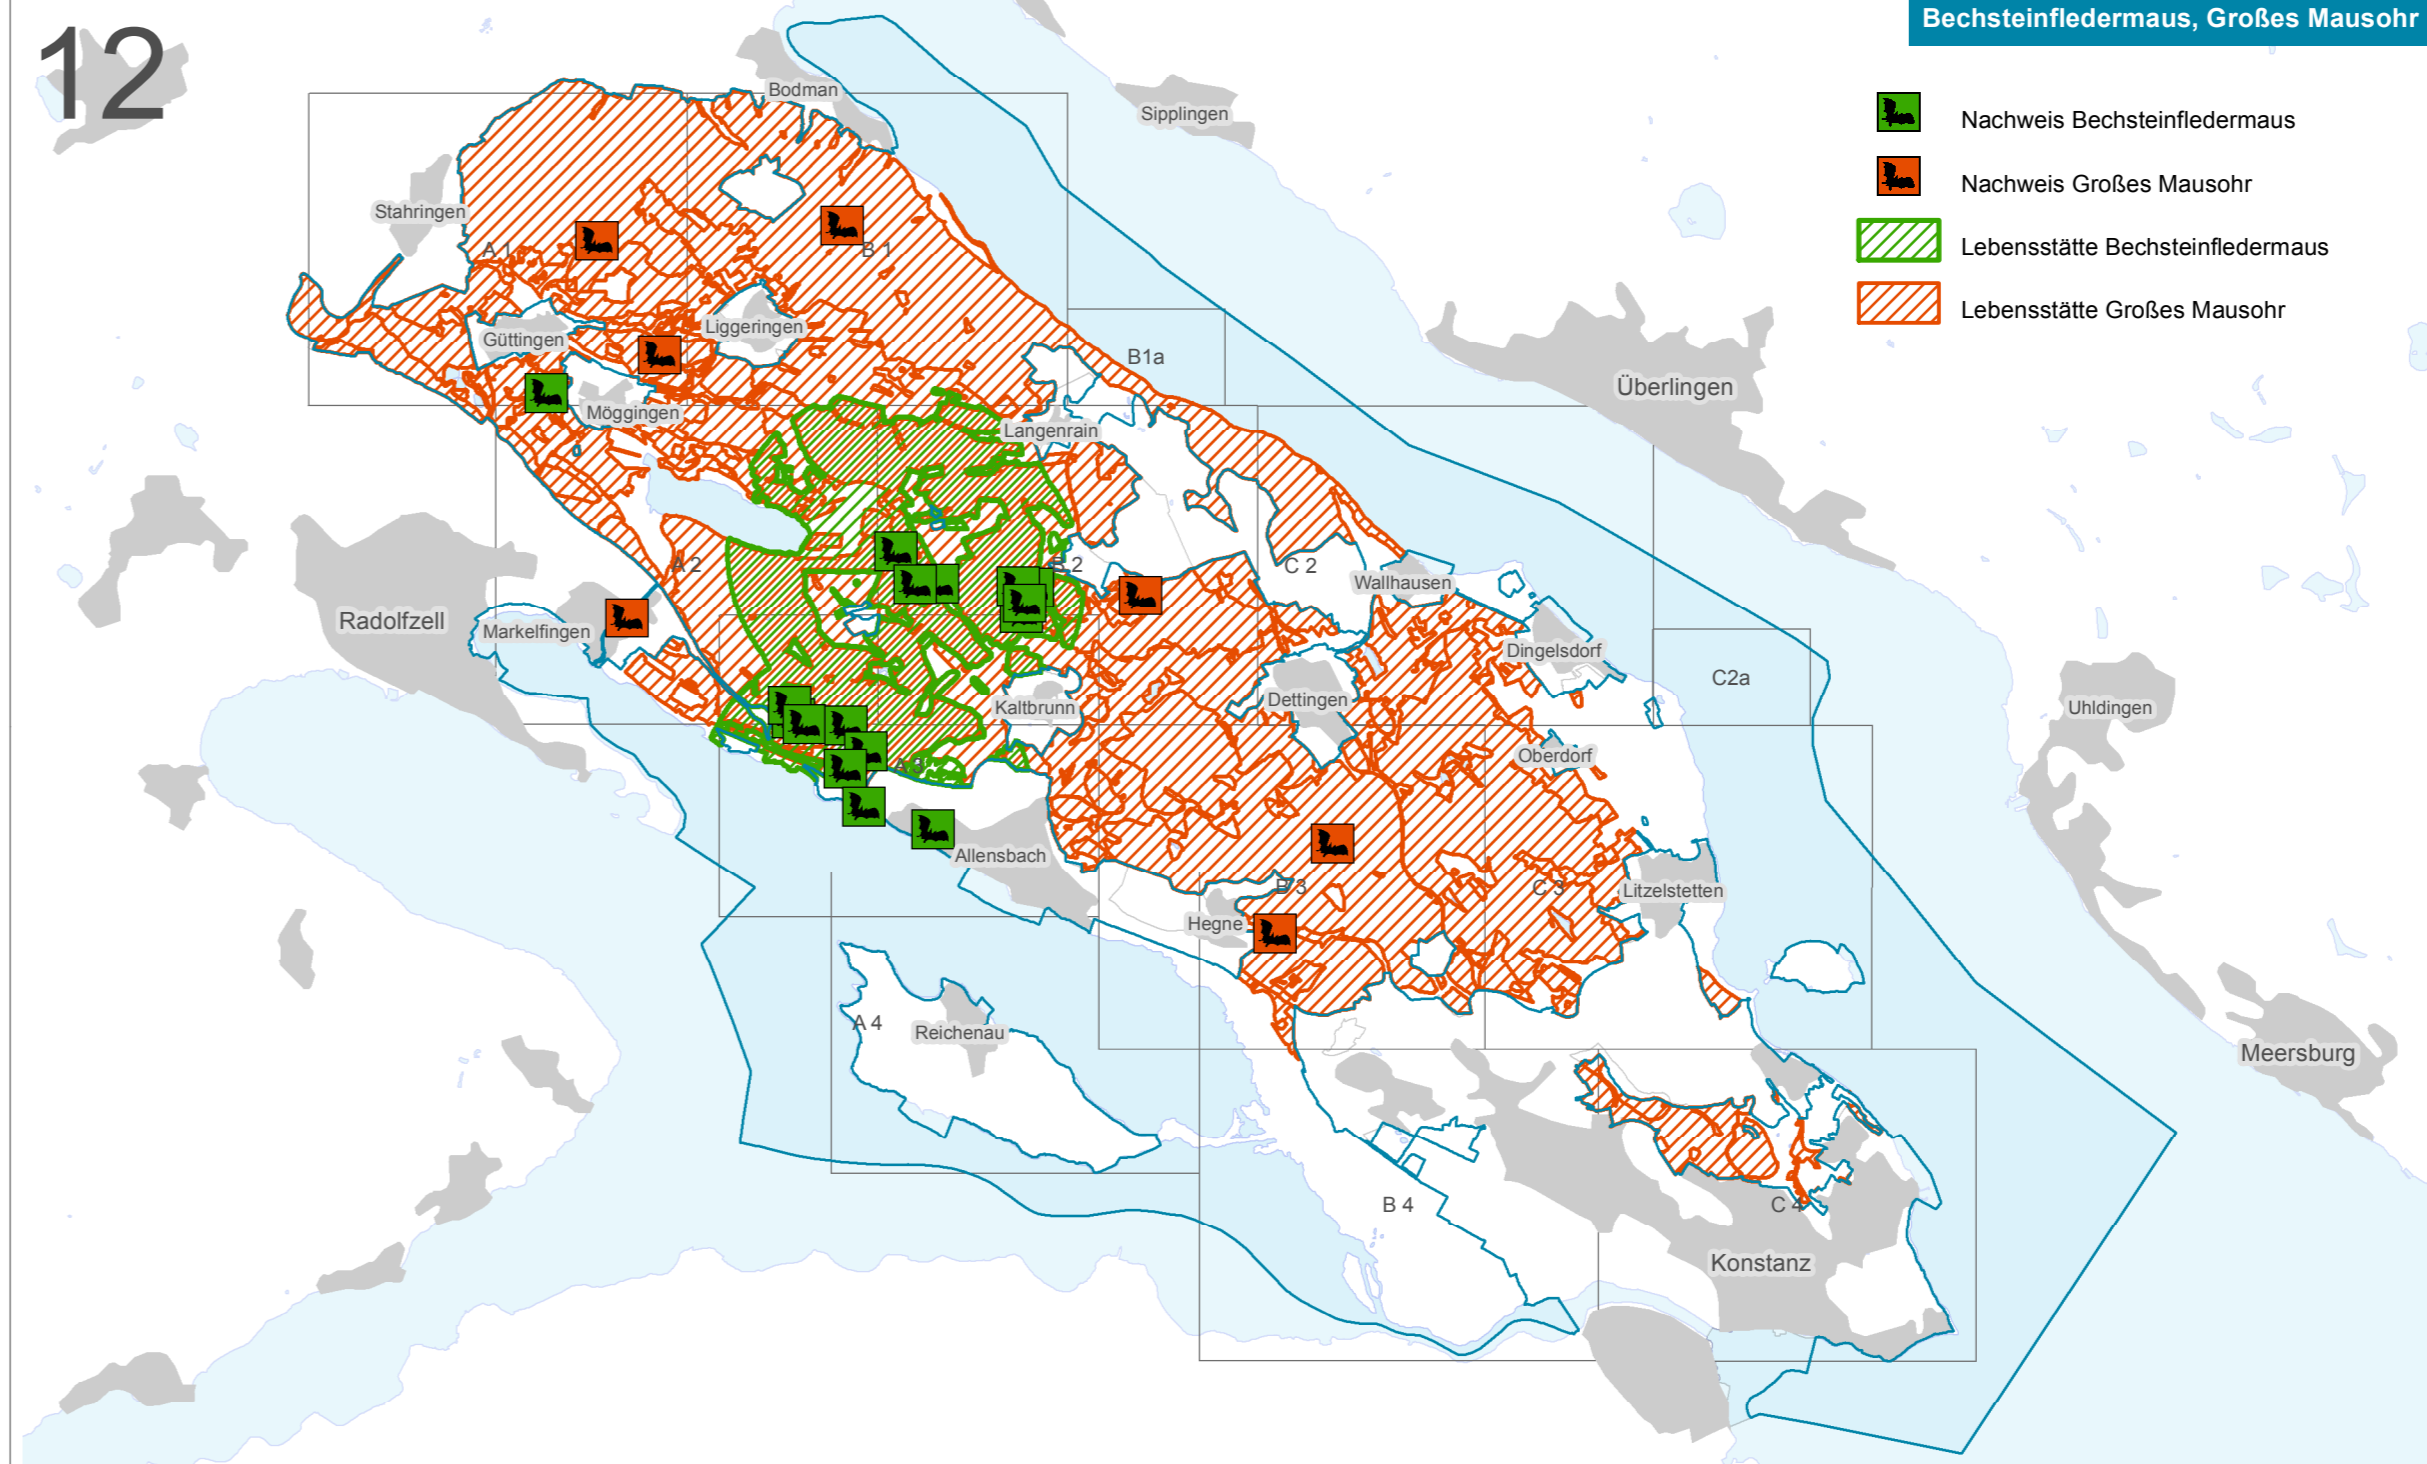 12
Bechsteinfledermaus, Großes Mausohr
Nachweis Bechsteinfledermaus
Nachweis Großes Mausohr
Lebensstätte Bechsteinfledermaus
Lebensstätte Großes Mausohr
Bodman
Sipplingen
Stahringen
A 1
B 1
Güttingen
Liggeringen
B1a
Überlingen
Möggingen
Langenrain
A 2
B 2
C 2
Wallhausen
Radolfzell
Markelfingen
Dingelsdorf
C2a
Kaltbrunn
Dettingen
Uhldingen
Oberdorf
A 3
Allensbach
B 3
C 3
Litzelstetten
Hegne
A 4
Reichenau
Meersburg
B 4
C 4
Konstanz